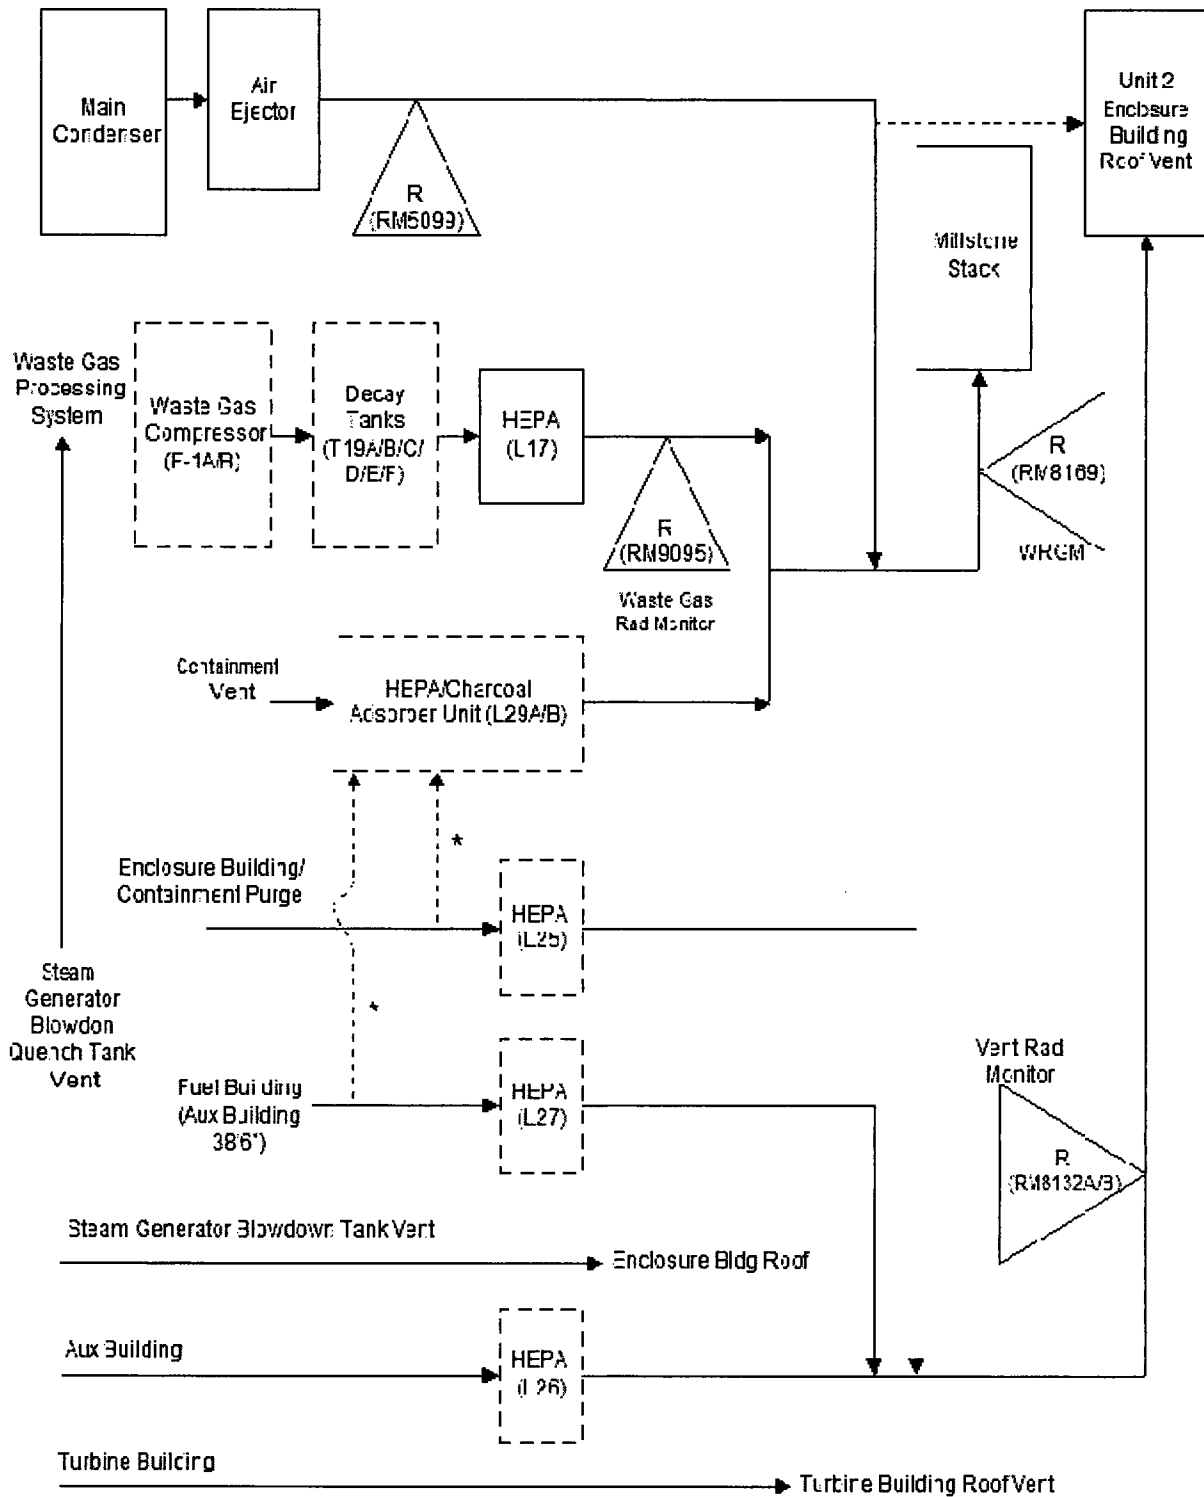 Main
Condenser
Air
Ejector
R
(RM5099)
Unit 2
Enclosure
Building
Roof Vent
Millstone
Stack
Waste Gas
Processing
System
Waste Gas
Compressor
Decay
Tanks
(T19A/B/C/
D/E/F)
HEPA
(L17)
R
(RM9095)
Waste Gas
Rad Monitor
R
(RM8169)
WRGM
Containment
Vent
HEPA/Charcoal
Adsorber Unit (L29A/B)
*
Enclosure Building/
Containment Purge
HEPA
(L25)
*
Steam
Generator
Blowdon
Quench Tank
Vent
Fuel Building
(Aux Building
38'6")
HEPA
(L27)
Vent Rad
Monitor
R
(RM8132A/B)
Steam Generator Blowdown Tank Vent
Enclosure Bldg Roof
Aux Building
HEPA
(L26)
Turbine Building
Turbine Building Roof Vent